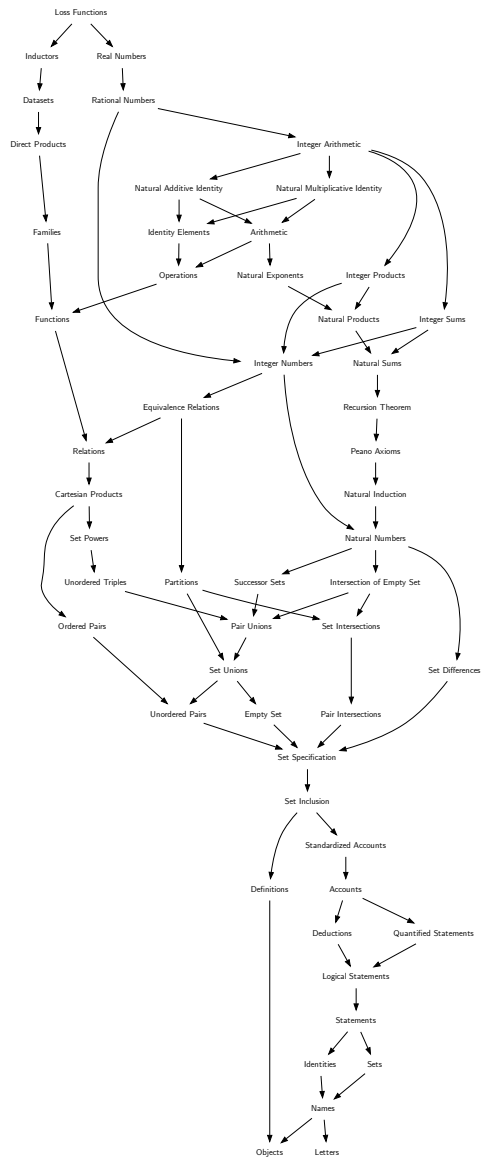 Loss Functions
Inductors
Real Numbers
Datasets
Rational Numbers
Direct Products
Integer Arithmetic
Natural Additive Identity
Natural Multiplicative Identity
Families
Identity Elements
Arithmetic
Operations
Natural Exponents
Integer Products
Functions
Natural Products
Integer Sums
Integer Numbers
Natural Sums
Equivalence Relations
Recursion Theorem
Relations
Peano Axioms
Cartesian Products
Natural Induction
Set Powers
Natural Numbers
Unordered Triples
Partitions
Successor Sets
Intersection of Empty Set
Ordered Pairs
Pair Unions
Set Intersections
Set Unions
Set Differences
Unordered Pairs
Empty Set
Pair Intersections
Set Specification
Set Inclusion
Standardized Accounts
Definitions
Accounts
Deductions
Quantified Statements
Logical Statements
Statements
Identities
Sets
Names
Objects
Letters